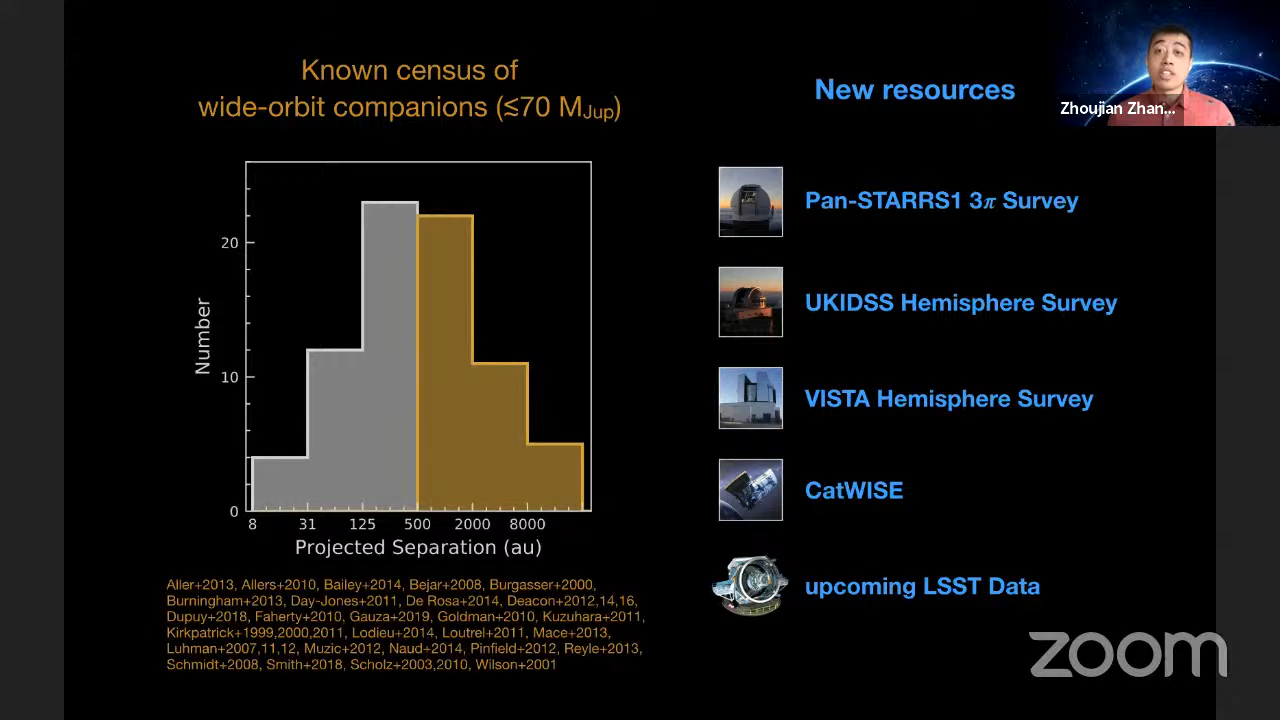 Known census of
wide-orbit companions (≲70 MJup)
New resources
Zhoujian Zhan...
Pan-STARRS1 3π Survey
UKIDSS Hemisphere Survey
VISTA Hemisphere Survey
CatWISE
upcoming LSST Data
Number
20
10
0
8 31 125 500 2000 8000
Projected Separation (au)
Aller+2013, Allers+2010, Bailey+2014, Bejar+2008, Burgasser+2000,
Burningham+2013, Day-Jones+2011, De Rosa+2014, Deacon+2012,14,16,
Dupuy+2018, Faherty+2010, Gauza+2019, Goldman+2010, Kuzuhara+2011,
Kirkpatrick+1999,2000,2011, Lodieu+2014, Loutrel+2011, Mace+2013,
Luhman+2007,11,12, Muzic+2012, Naud+2014, Pinfield+2012, Reyle+2013,
Schmidt+2008, Smith+2018, Scholz+2003,2010, Wilson+2001
zoom